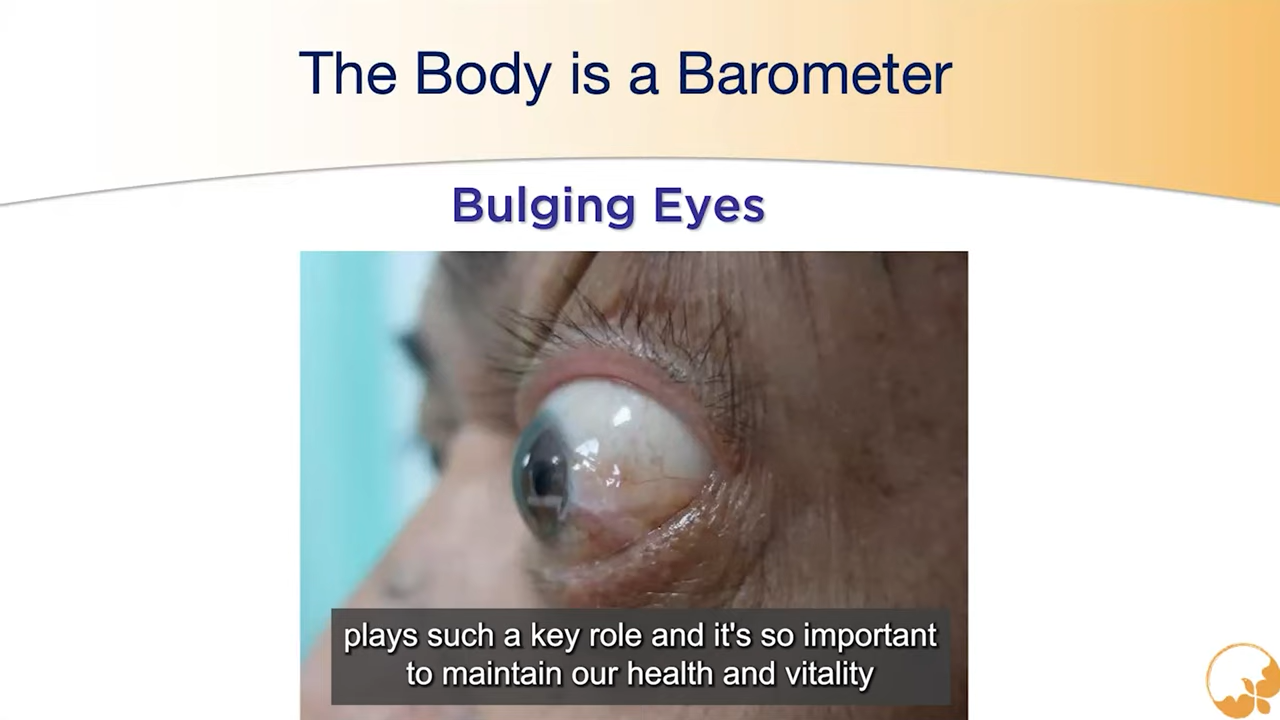 The Body is a Barometer
Bulging Eyes
plays such a key role and it's so important
to maintain our health and vitality